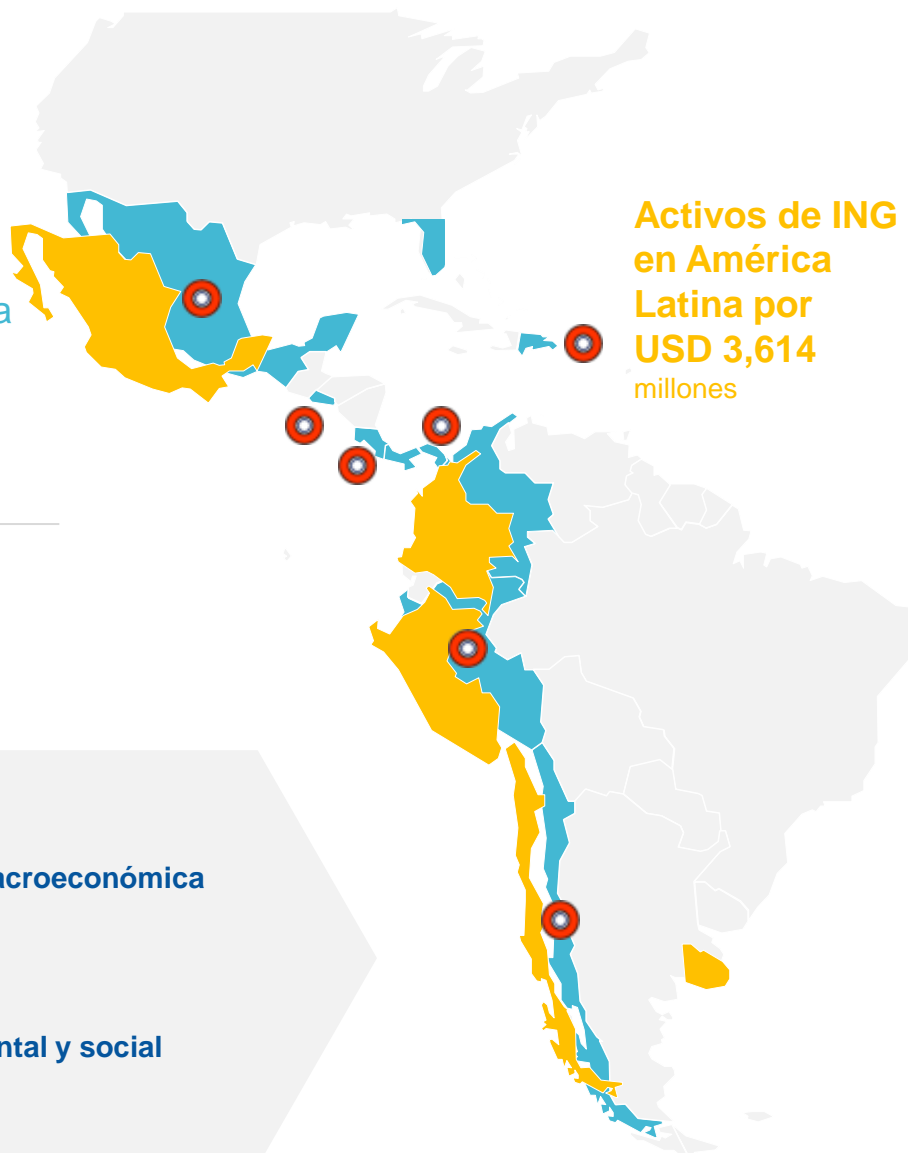 Activos de ING
en América
Latina por
USD 3,614
millones
a
acroeconómica
ntal y social